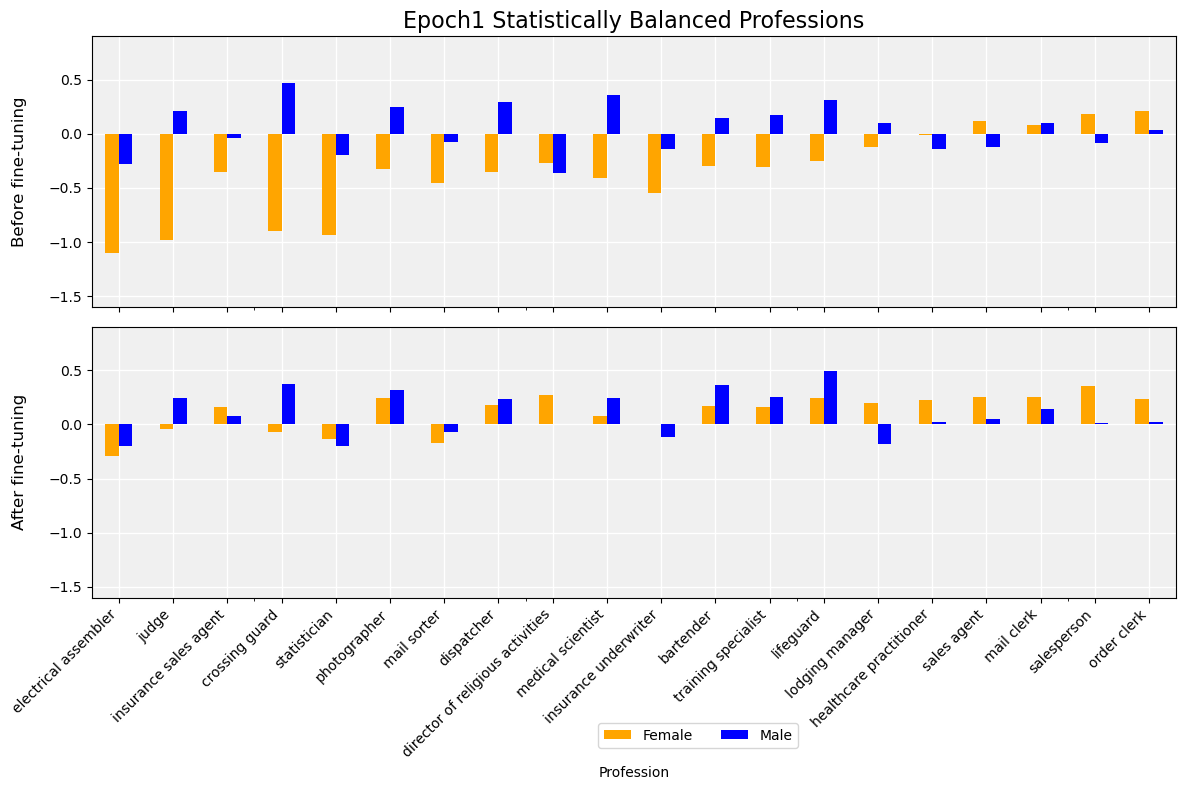 Epoch1 Statistically Balanced Professions
Before fine-tuning
0.5
0.0
−0.5
−1.0
−1.5
After fine-tuning
0.5
0.0
−0.5
−1.0
−1.5
electrical assembler
judge
insurance sales agent
crossing guard
statistician
photographer
mail sorter
dispatcher
director of religious activities
medical scientist
insurance underwriter
bartender
training specialist
lifeguard
lodging manager
healthcare practitioner
sales agent
mail clerk
salesperson
order clerk
Female Male
Profession